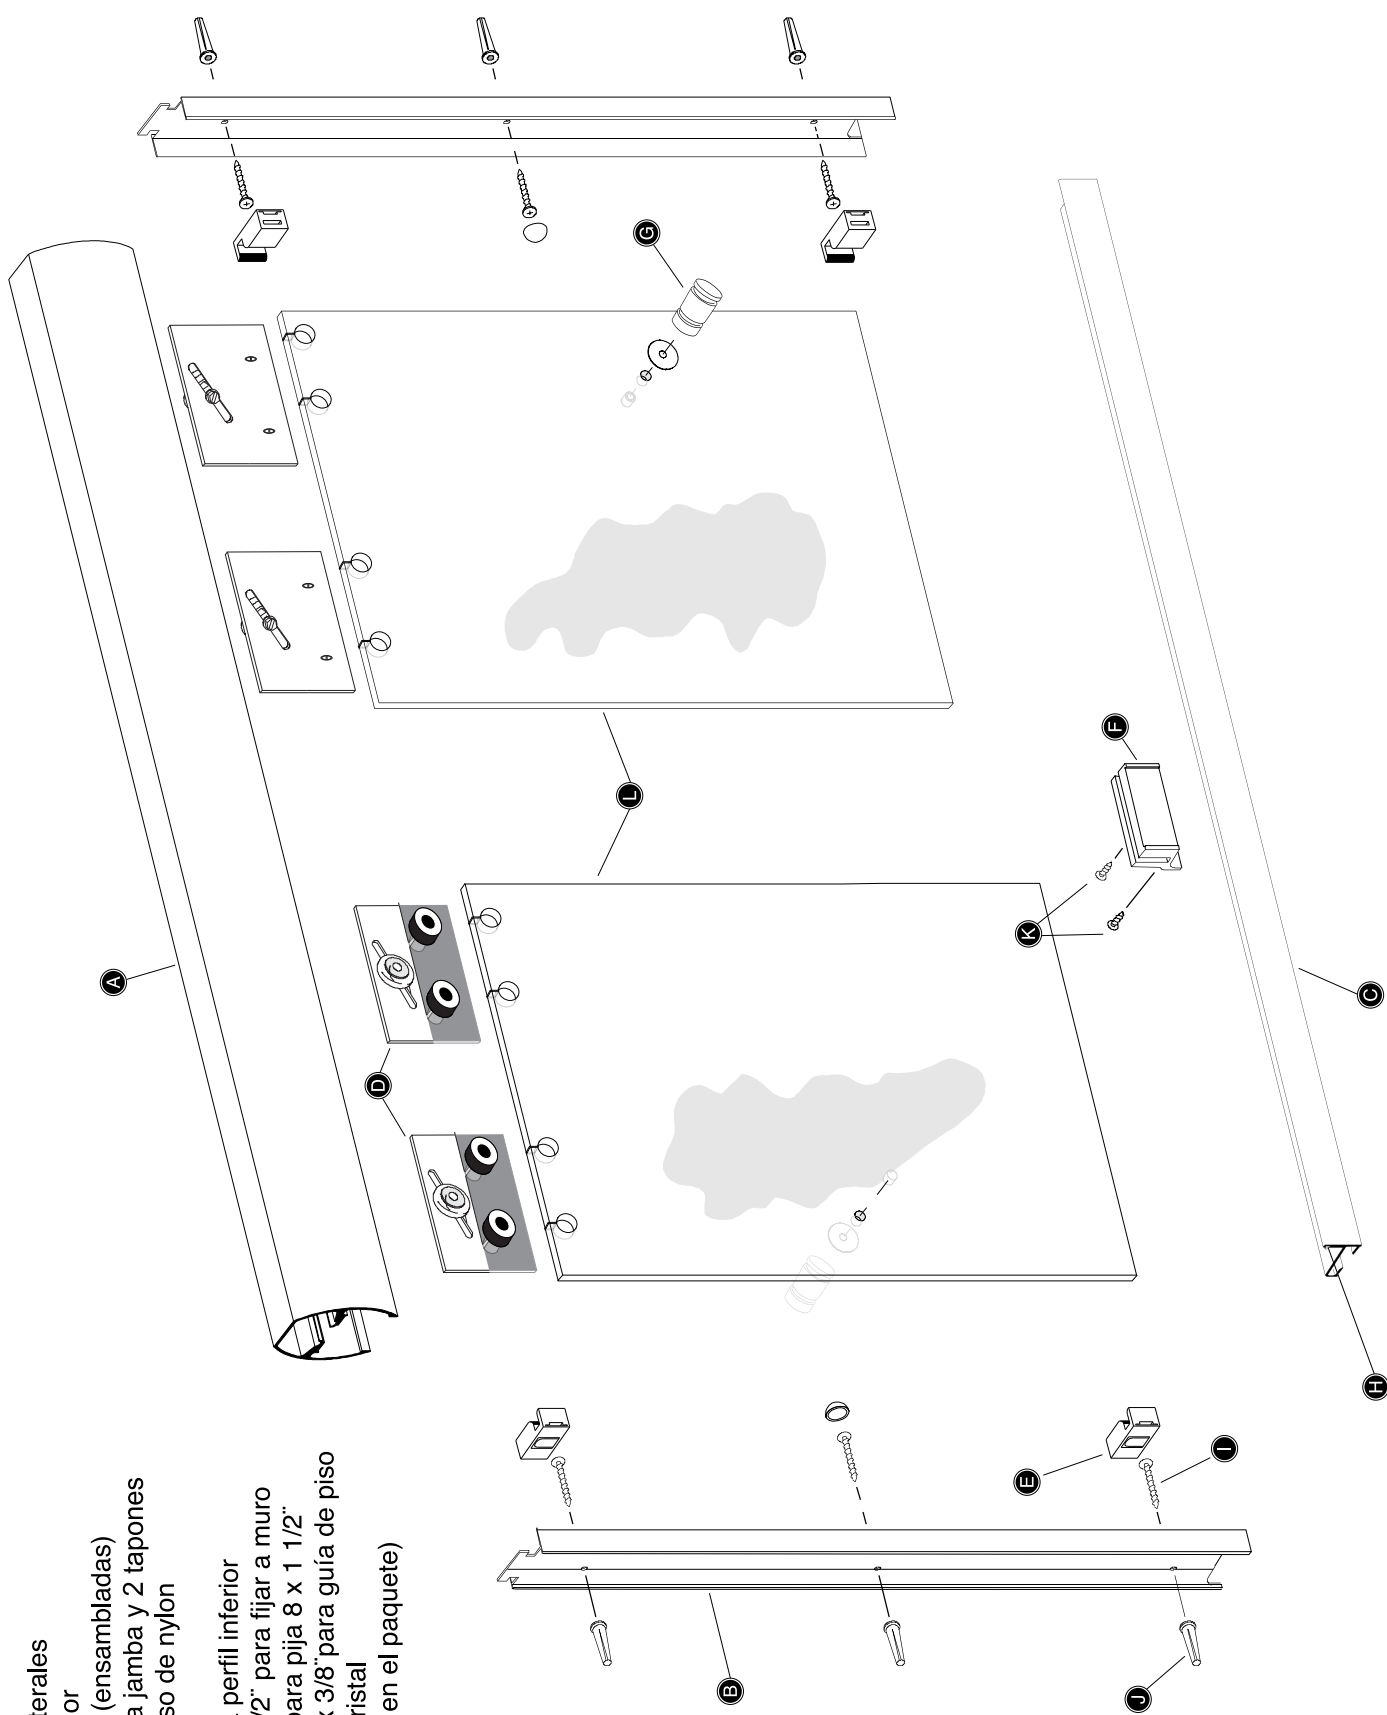 terales
or
(ensambladas)
a jamba y 2 tapones
so de nylon
perfil inferior
/2¨ para fijar a muro
para pija 8 x 1 1/2¨
x 3/8¨para guía de piso
ristal
en el paquete)
A
D
L
G
B
E
K
F
J
I
C
H